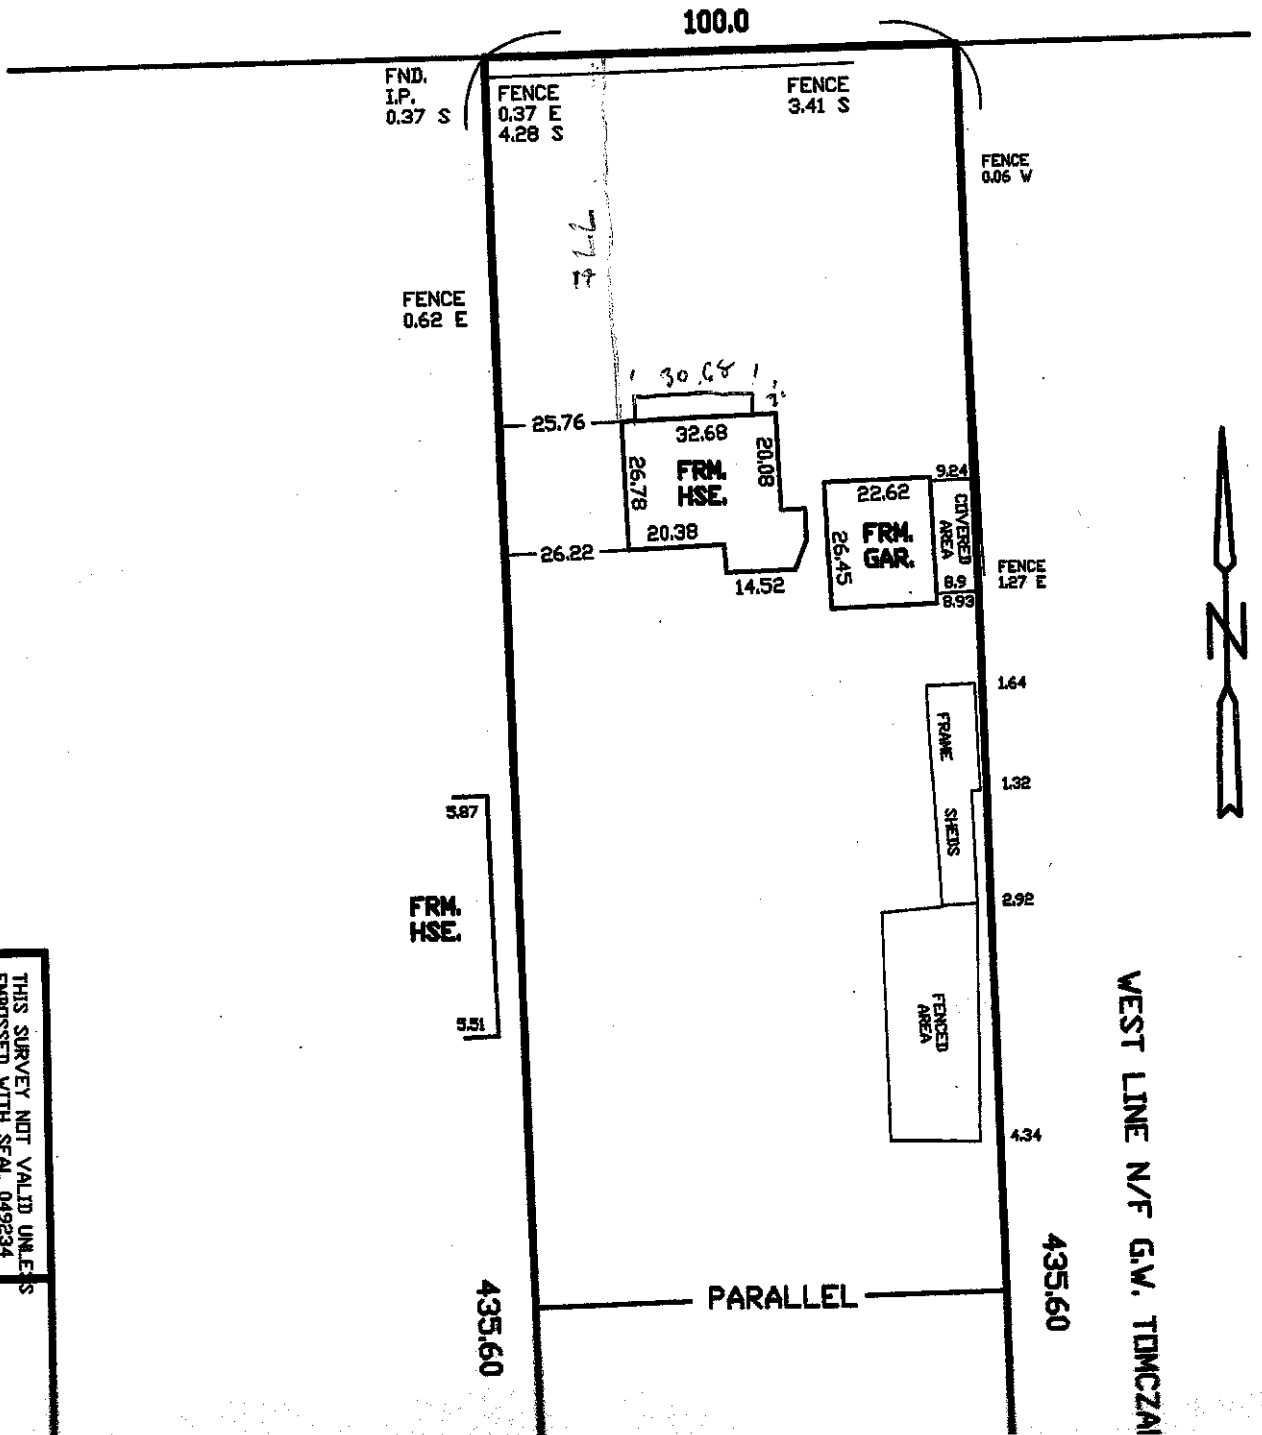 100.0
FND.
I.P.
0.37 S
FENCE
0.37 E
4.28 S
FENCE
3.41 S
FENCE
0.06 W
FENCE
0.62 E
30.68
25.76
32.68
20.08
26.78
FRM.
HSE.
20.38
26.22
14.52
9.24
22.62
COVERED
AREA
FRM.
GAR.
26.45
8.9
8.93
FENCE
1.27 E
N
1.64
FRAME
SHEDS
1.32
2.92
5.87
FRM.
HSE.
5.51
FENCED
AREA
4.34
THIS SURVEY NOT VALID UNLESS
EMBOSSED WITH SEAL 049234
WEST LINE N/F G.W. TOMCZA
PARALLEL
435.60
435.60